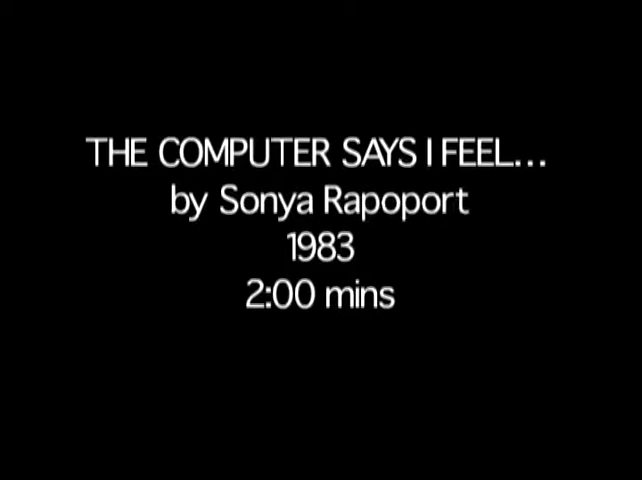 THE COMPUTER SAYS I FEEL...
by Sonya Rapoport
1983
2:00 mins